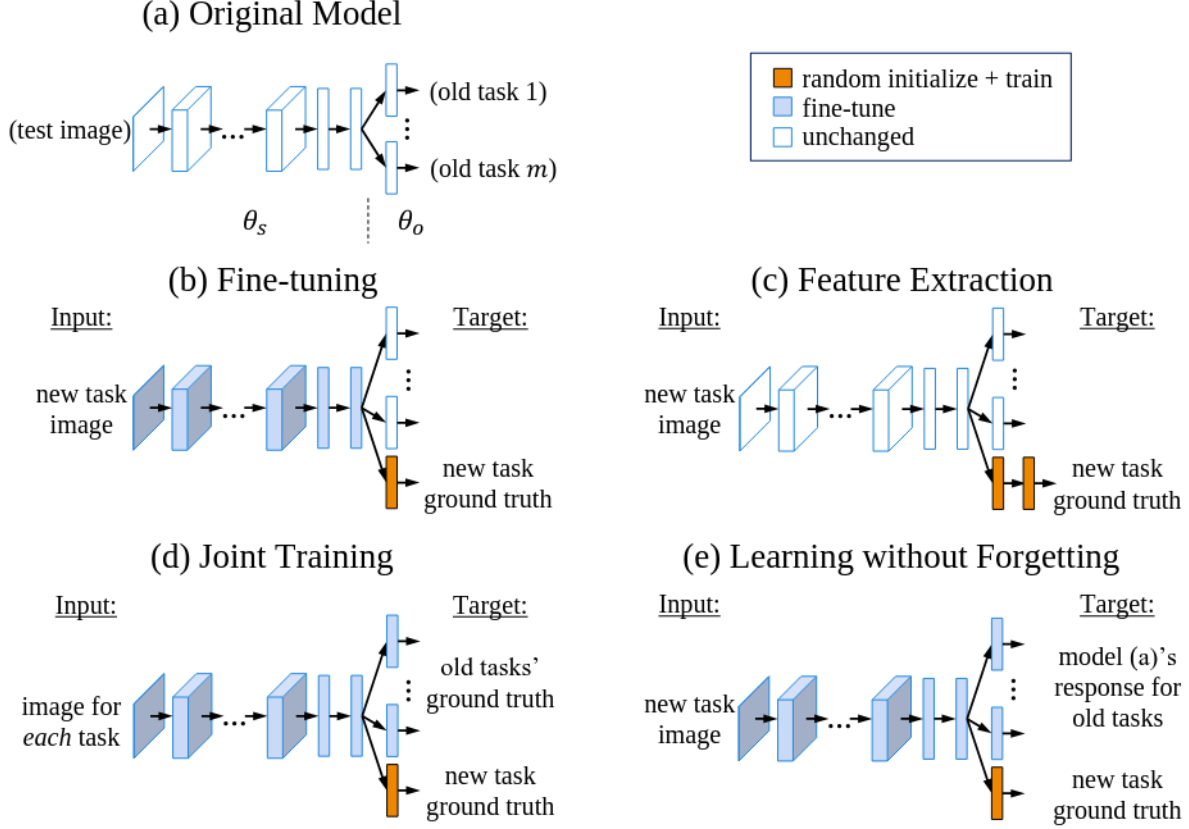 (a) Original Model
(test image)
...
(old task 1)
⋮
(old task m)
θₛ
θₒ
random initialize + train
fine-tune
unchanged
(b) Fine-tuning
Input:
Target:
new task
image
...
⋮
new task
ground truth
(c) Feature Extraction
Input:
Target:
new task
image
...
⋮
new task
ground truth
(d) Joint Training
Input:
Target:
image for
each task
...
old tasks'
⋮
ground truth
new task
ground truth
(e) Learning without Forgetting
Input:
Target:
new task
image
...
model (a)'s
⋮
response for
old tasks
new task
ground truth